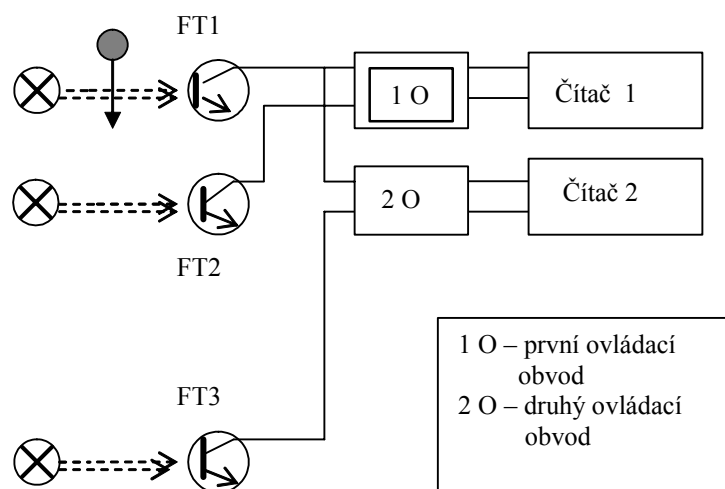 FT1
1 O
Čítač 1
2 O
Čítač 2
FT2
FT3
1 O – první ovládací
obvod
2 O – druhý ovládací
obvod